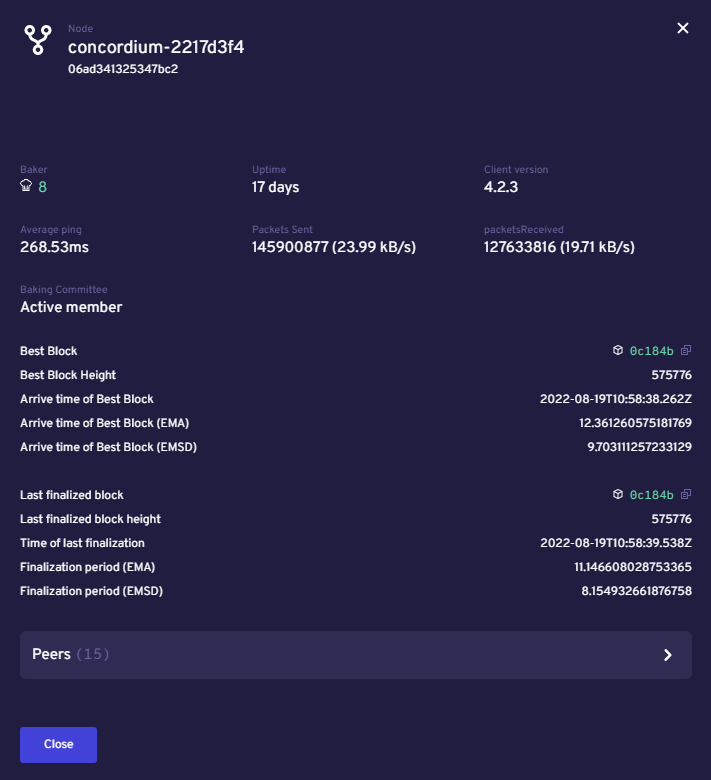 Node
concordium-2217d3f4
06ad341325347bc2
Baker Uptime Client version
8 17 days 4.2.3
Average ping Packets Sent packetsReceived
268.53ms 145900877 (23.99 kB/s) 127633816 (19.71 kB/s)
Baking Committee
Active member
Best Block 0c184b
Best Block Height 575776
Arrive time of Best Block 2022-08-19T10:58:38.262Z
Arrive time of Best Block (EMA) 12.361260575181769
Arrive time of Best Block (EMSD) 9.703111257233129
Last finalized block 0c184b
Last finalized block height 575776
Time of last finalization 2022-08-19T10:58:39.538Z
Finalization period (EMA) 11.146608028753365
Finalization period (EMSD) 8.154932661876758
Peers (15)
Close